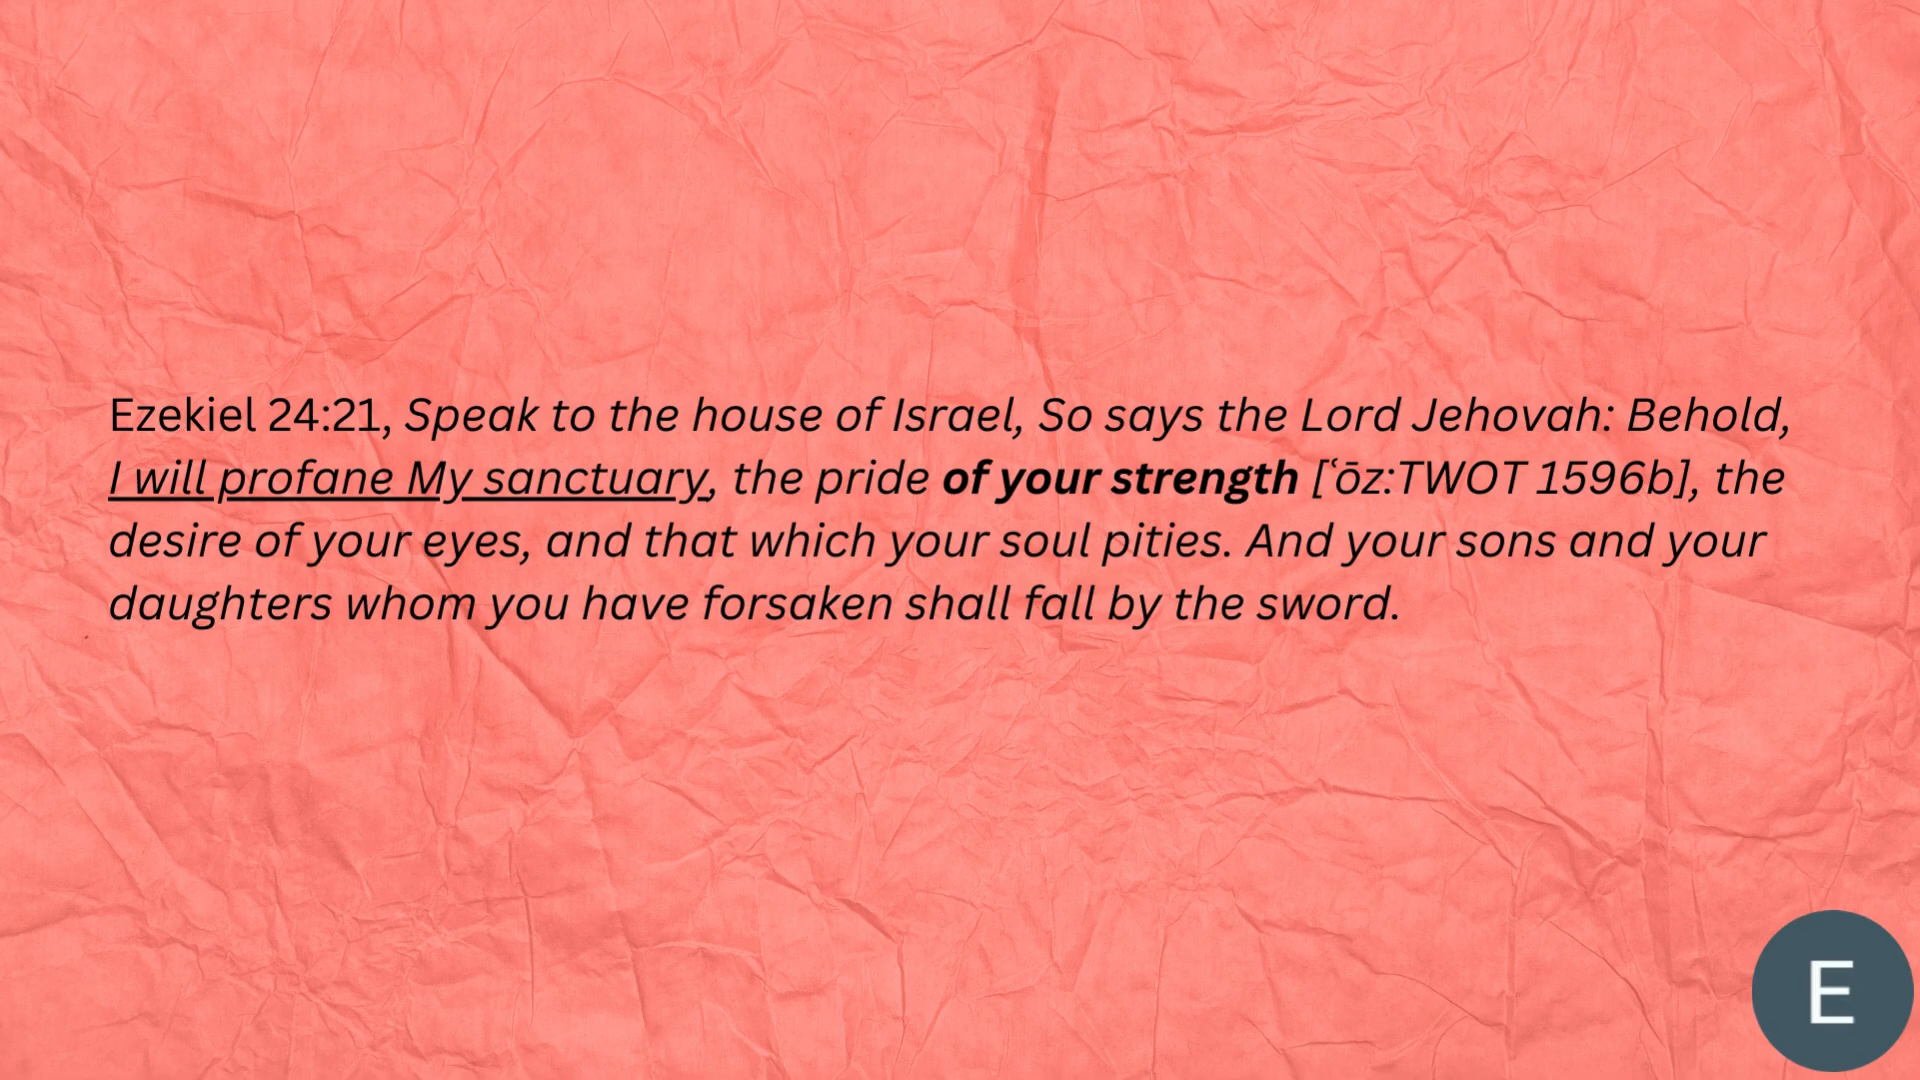 Ezekiel 24:21, Speak to the house of Israel, So says the Lord Jehovah: Behold,
I will profane My sanctuary, the pride of your strength [ʿōz:TWOT 1596b], the
desire of your eyes, and that which your soul pities. And your sons and your
daughters whom you have forsaken shall fall by the sword.
E